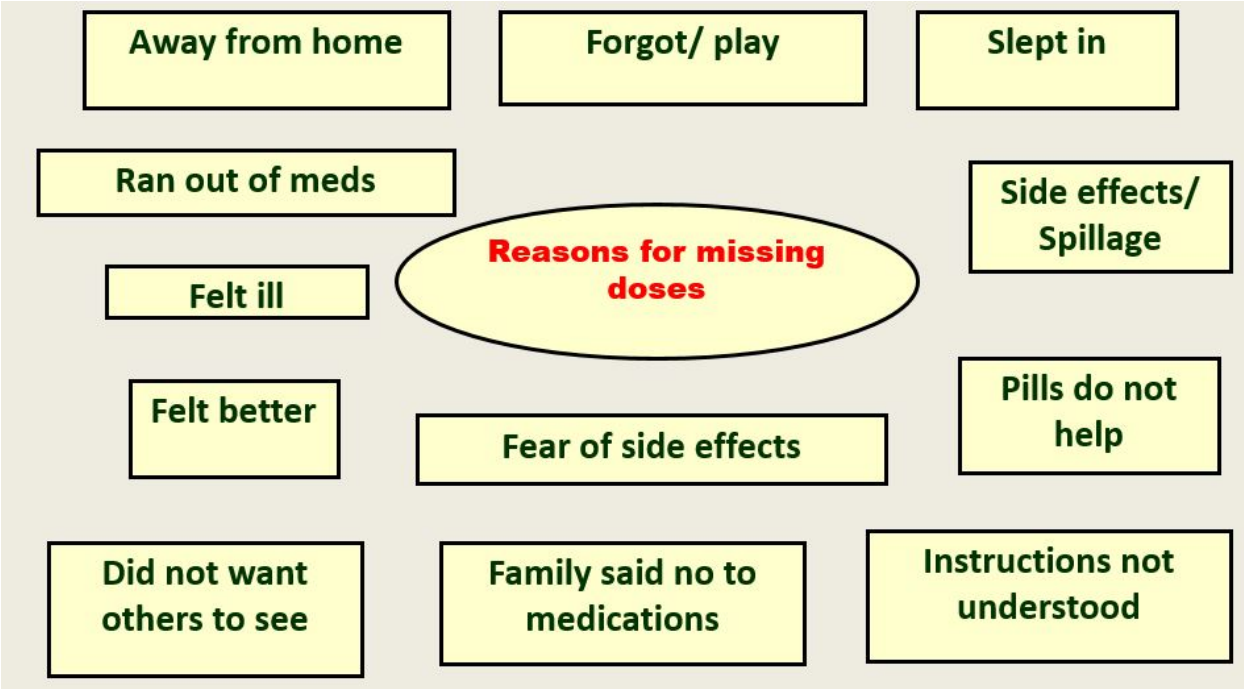 Away from home
Forgot/ play
Slept in
Ran out of meds
Side effects/
Spillage
Reasons for missing
doses
Felt ill
Felt better
Fear of side effects
Pills do not
help
Did not want
others to see
Family said no to
medications
Instructions not
understood